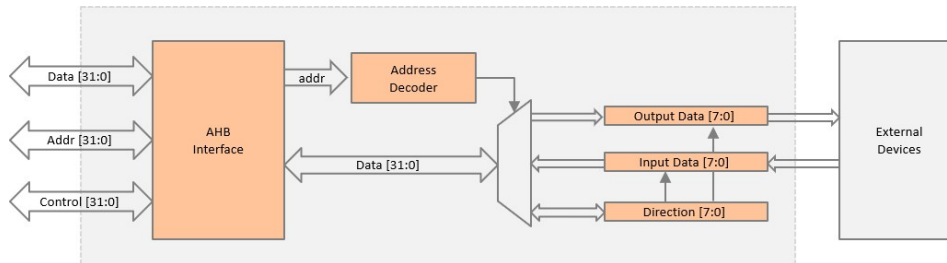 Data [31:0]
Addr [31:0]
Control [31:0]
AHB
Interface
addr
Address
Decoder
Data [31:0]
Output Data [7:0]
Input Data [7:0]
Direction [7:0]
External
Devices